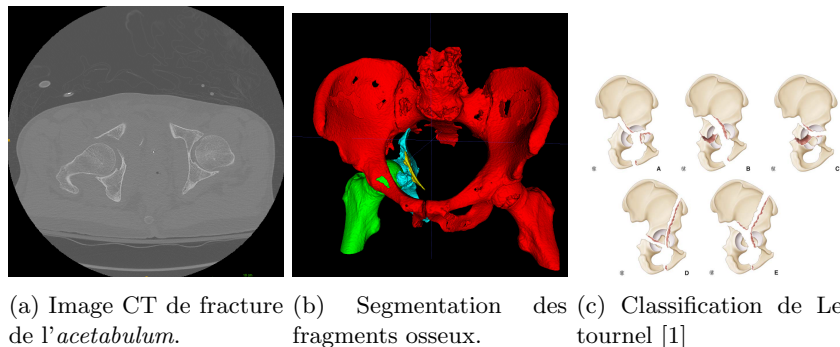 A
B
C
D
E
(a) Image CT de fracture
de l'acetabulum.
(b) Segmentation des
fragments osseux.
(c) Classification de Le
tournel [1]